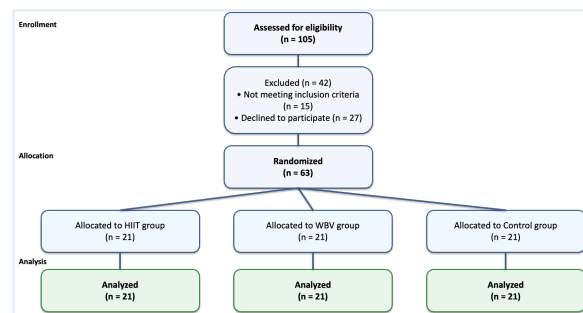 Enrollment
Assessed for eligibility
(n = 105)
Excluded (n = 42)
• Not meeting inclusion criteria
(n = 15)
• Declined to participate (n = 27)
Allocation
Randomized
(n = 63)
Allocated to HIIT group
(n = 21)
Allocated to WBV group
(n = 21)
Allocated to Control group
(n = 21)
Analysis
Analyzed
(n = 21)
Analyzed
(n = 21)
Analyzed
(n = 21)